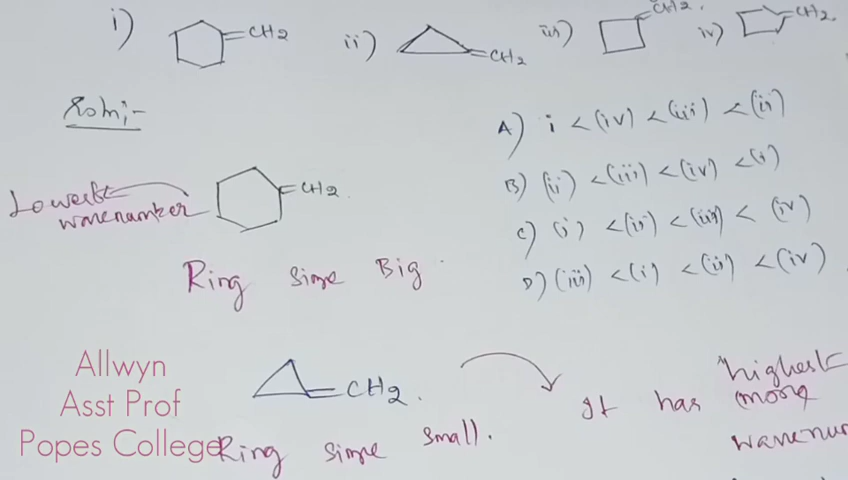 i) =CH2 ii) =CH2 iii) =CH2. iv) =CH2.
Soln;-
A) i <(iv) <(iii) <(ii)
B) (ii) <(iii) <(iv) <(i)
C) (i) <(ii) <(iii) < (iv)
D) (iii) <(i) <(ii) <(iv)
Lowest
wavenumber
=CH2.
Ring size Big.
=CH2.
Ring size small.
It has highest
more
wavenum
Allwyn
Asst Prof
Popes College